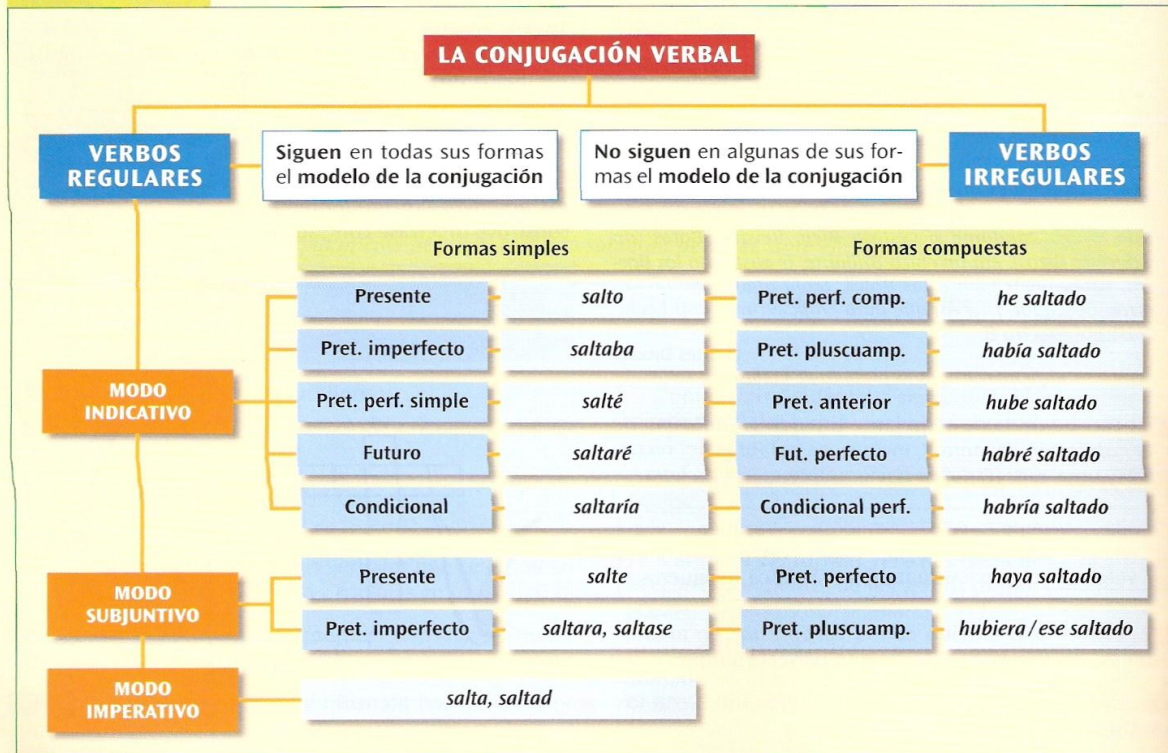 LA CONJUGACIÓN VERBAL
VERBOS
REGULARES
Siguen en todas sus formas
el modelo de la conjugación
No siguen en algunas de sus for-
mas el modelo de la conjugación
VERBOS
IRREGULARES
Formas simples
Formas compuestas
MODO
INDICATIVO
Presente
salto
Pret. perf. comp.
he saltado
Pret. imperfecto
saltaba
Pret. pluscuamp.
había saltado
Pret. perf. simple
salté
Pret. anterior
hube saltado
Futuro
saltaré
Fut. perfecto
habré saltado
Condicional
saltaría
Condicional perf.
habría saltado
MODO
SUBJUNTIVO
Presente
salte
Pret. perfecto
haya saltado
Pret. imperfecto
saltara, saltase
Pret. pluscuamp.
hubiera / ese saltado
MODO
IMPERATIVO
salta, saltad